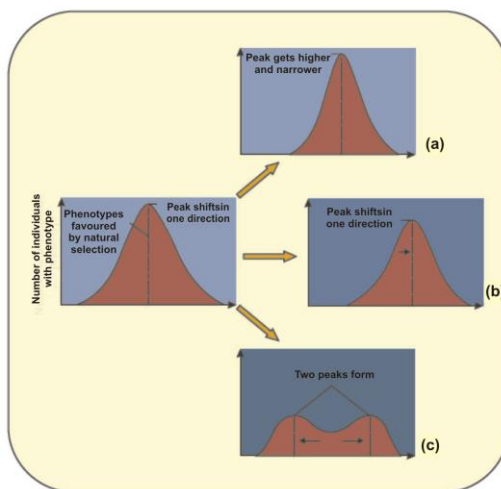 Peak gets higher
and narrower
(a)
Number of individuals
with phenotype
Phenotypes
favoured by natural
selection
Peak shiftsin
one direction
Peak shiftsin
one direction
(b)
Two peaks form
(c)